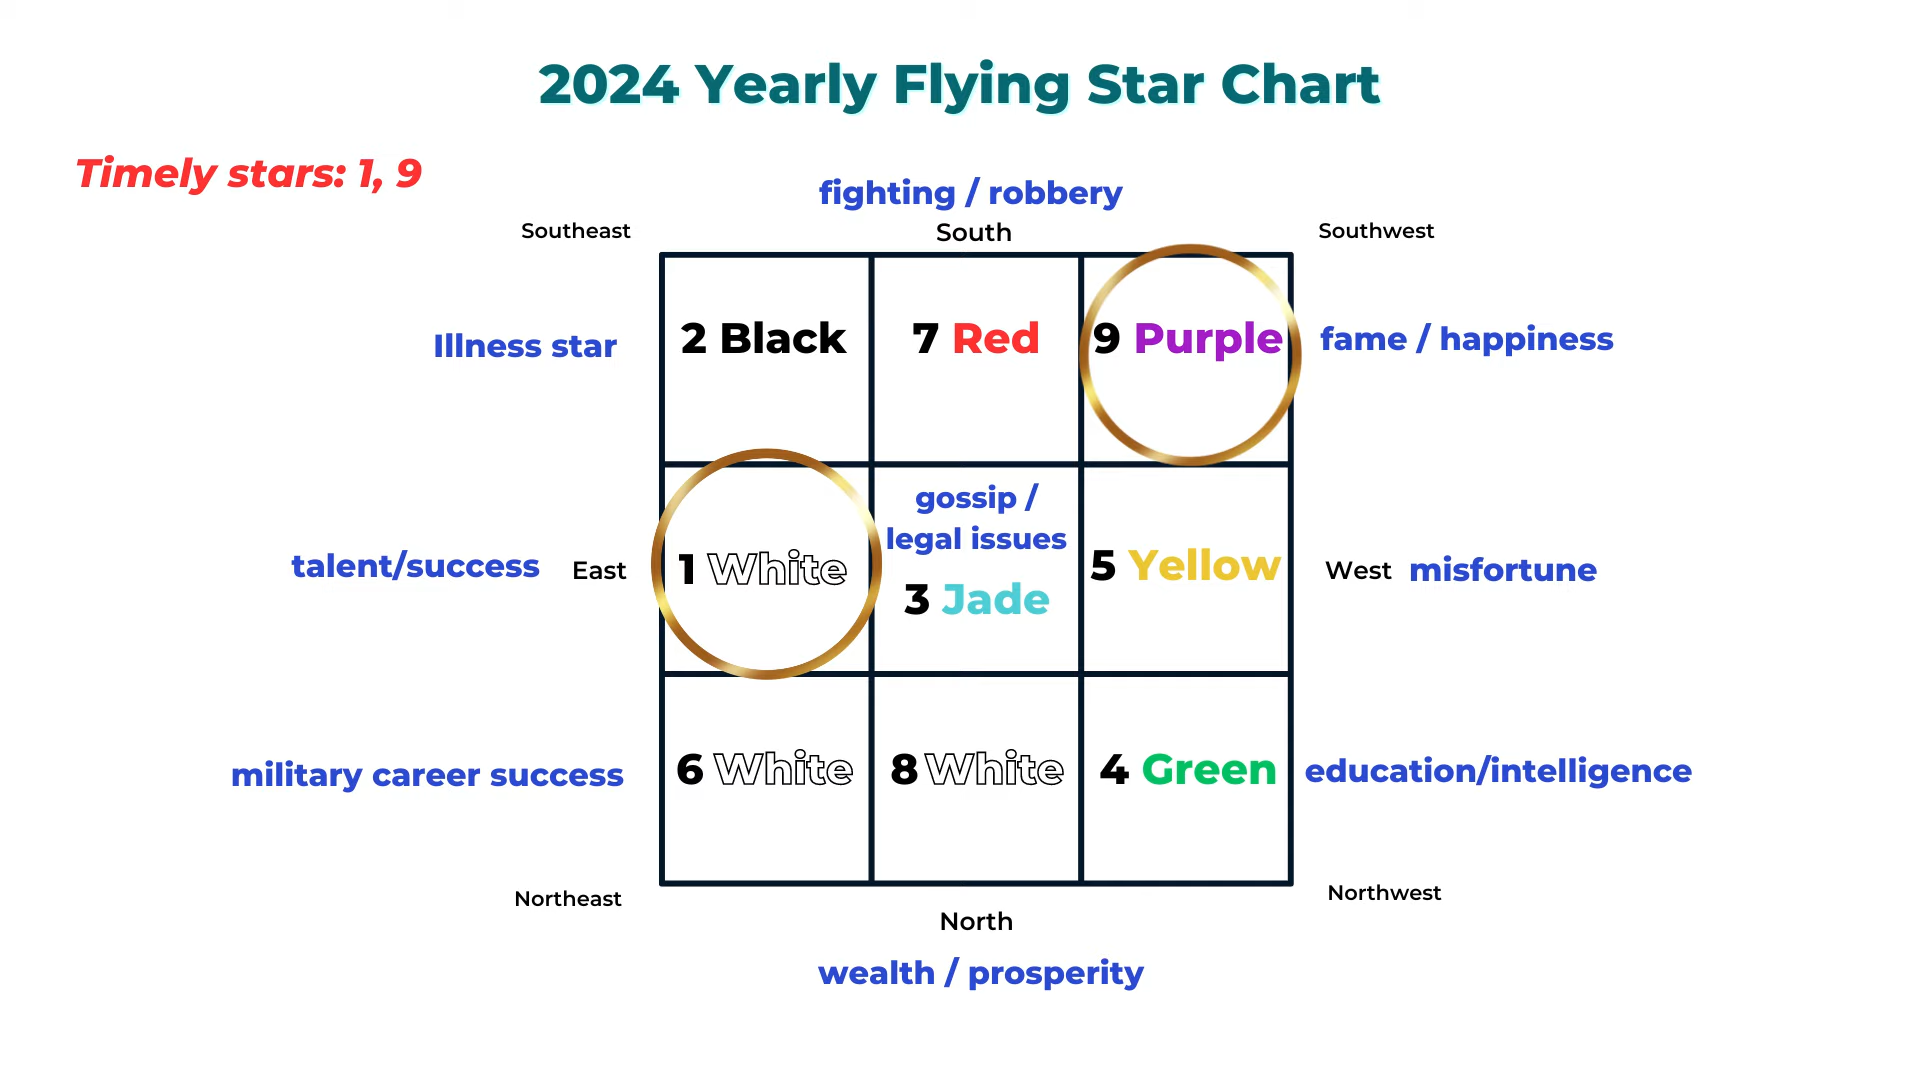 2024 Yearly Flying Star Chart
Timely stars: 1, 9
fighting / robbery
Southeast
South
Southwest
Illness star
2 Black
7 Red
9 Purple
fame / happiness
talent/success
East
1 White
gossip /
legal issues
3 Jade
5 Yellow
West
misfortune
military career success
6 White
8 White
4 Green
education/intelligence
Northeast
North
Northwest
wealth / prosperity